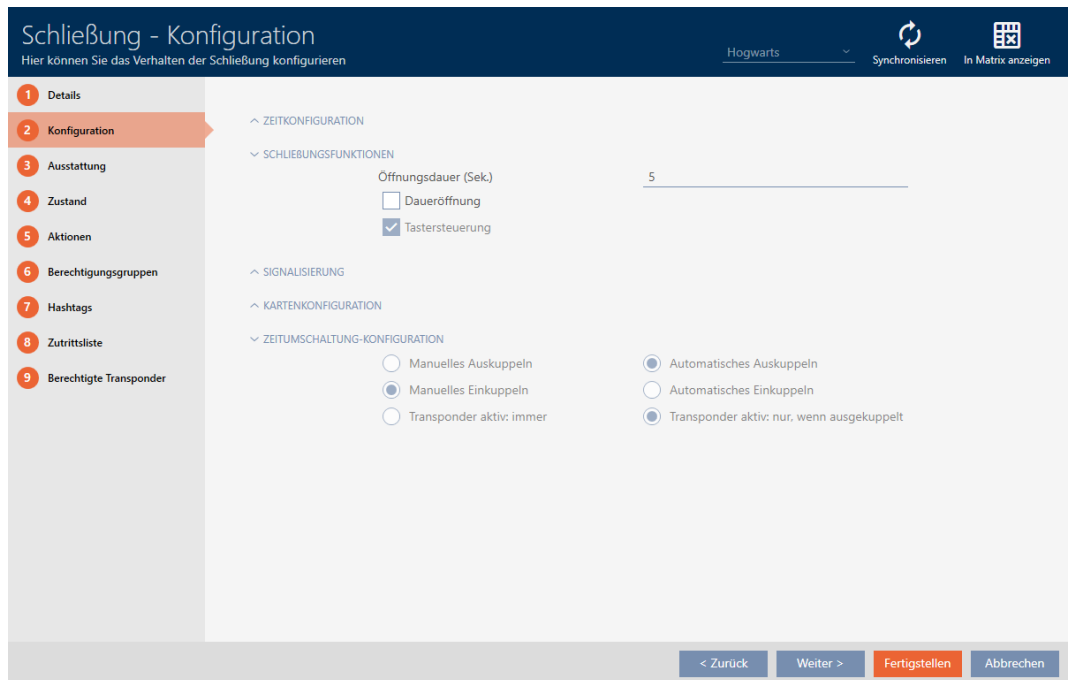 Schließung - Konfiguration
Hier können Sie das Verhalten der Schließung konfigurieren
Hogwarts
Synchronisieren
In Matrix anzeigen
1 Details
2 Konfiguration
3 Ausstattung
4 Zustand
5 Aktionen
6 Berechtigungsgruppen
7 Hashtags
8 Zutrittsliste
9 Berechtigte Transponder
ZEITKONFIGURATION
SCHLIEßUNGSFUNKTIONEN
Öffnungsdauer (Sek.) 5
Daueröffnung
Tastersteuerung
SIGNALISIERUNG
KARTENKONFIGURATION
ZEITUMSCHALTUNG-KONFIGURATION
Manuelles Auskuppeln Automatisches Auskuppeln
Manuelles Einkuppeln Automatisches Einkuppeln
Transponder aktiv: immer Transponder aktiv: nur, wenn ausgekuppelt
< Zurück Weiter > Fertigstellen Abbrechen